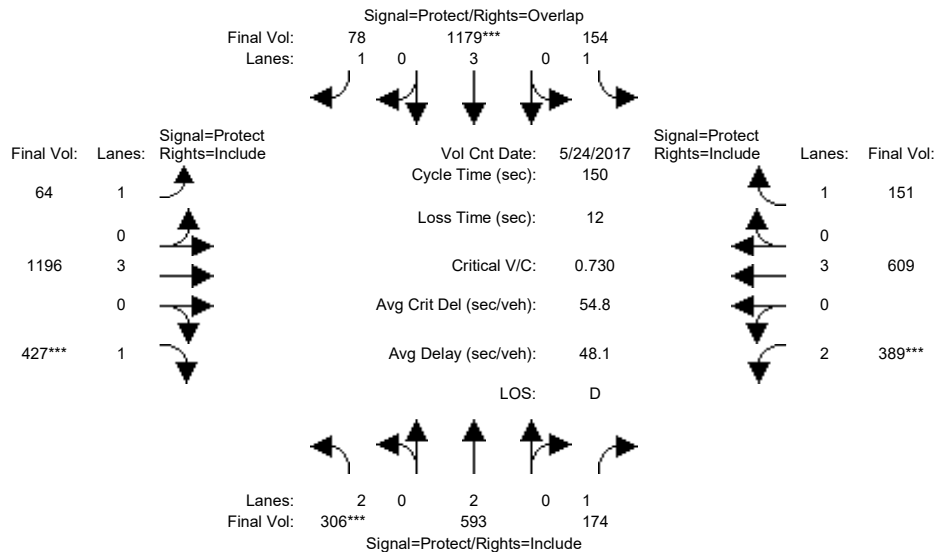 Signal=Protect/Rights=Overlap
Final Vol: 78 1179*** 154
Lanes: 1 0 3 0 1
Signal=Protect Signal=Protect
Final Vol: Lanes: Rights=Include Vol Cnt Date: 5/24/2017 Rights=Include Lanes: Final Vol:
Cycle Time (sec): 150
64 1 1 151
Loss Time (sec): 12
0 0
1196 3 Critical V/C: 0.730 3 609
0 Avg Crit Del (sec/veh): 54.8 0
427*** 1 Avg Delay (sec/veh): 48.1 2 389***
LOS: D
Lanes: 2 0 2 0 1
Final Vol: 306*** 593 174
Signal=Protect/Rights=Include